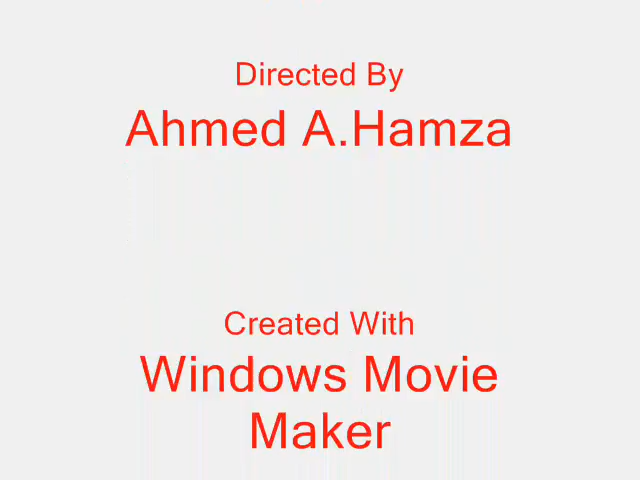 Directed By
Ahmed A.Hamza
Created With
Windows Movie
Maker